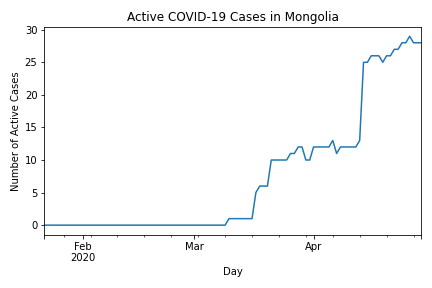 Active COVID-19 Cases in Mongolia
30
25
20
15
10
5
0
Number of Active Cases
Feb
2020
Mar
Apr
Day